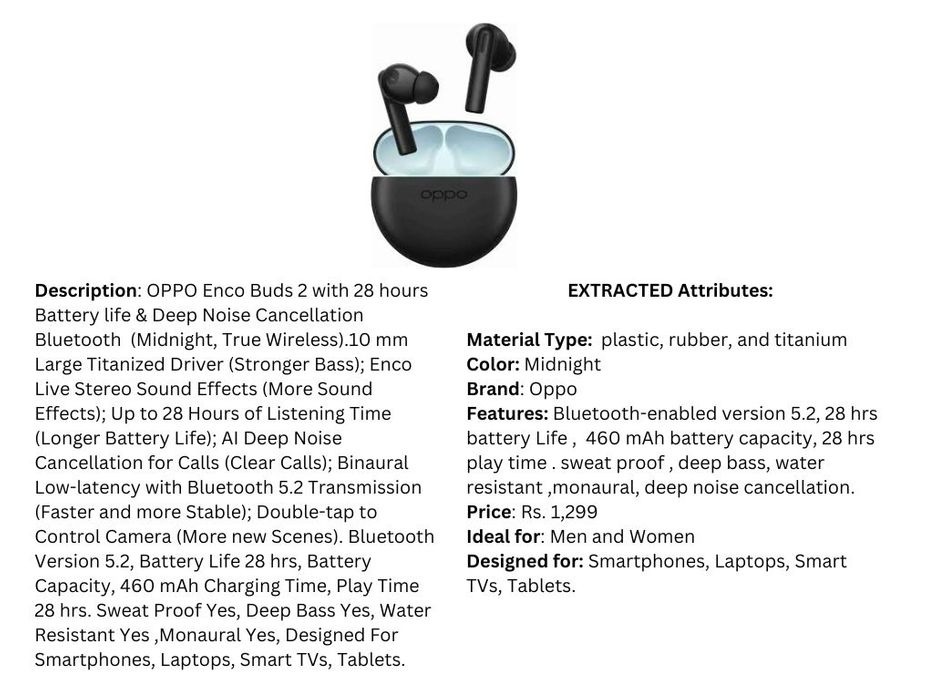 oppo
Description: OPPO Enco Buds 2 with 28 hours
Battery life & Deep Noise Cancellation
Bluetooth (Midnight, True Wireless).10 mm
Large Titanized Driver (Stronger Bass); Enco
Live Stereo Sound Effects (More Sound
Effects); Up to 28 Hours of Listening Time
(Longer Battery Life); AI Deep Noise
Cancellation for Calls (Clear Calls); Binaural
Low-latency with Bluetooth 5.2 Transmission
(Faster and more Stable); Double-tap to
Control Camera (More new Scenes). Bluetooth
Version 5.2, Battery Life 28 hrs, Battery
Capacity, 460 mAh Charging Time, Play Time
28 hrs. Sweat Proof Yes, Deep Bass Yes, Water
Resistant Yes ,Monaural Yes, Designed For
Smartphones, Laptops, Smart TVs, Tablets.
EXTRACTED Attributes:
Material Type: plastic, rubber, and titanium
Color: Midnight
Brand: Oppo
Features: Bluetooth-enabled version 5.2, 28 hrs
battery Life , 460 mAh battery capacity, 28 hrs
play time . sweat proof , deep bass, water
resistant ,monaural, deep noise cancellation.
Price: Rs. 1,299
Ideal for: Men and Women
Designed for: Smartphones, Laptops, Smart
TVs, Tablets.